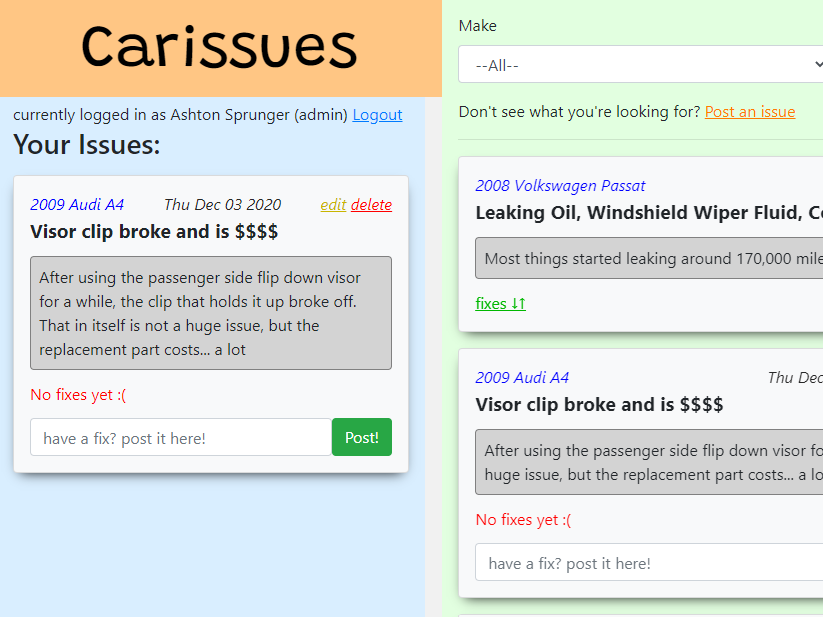 Carissues
currently logged in as Ashton Sprunger (admin) Logout
Your Issues:
2009 Audi A4 Thu Dec 03 2020 edit delete
Visor clip broke and is $$$$
After using the passenger side flip down visor
for a while, the clip that holds it up broke off.
That in itself is not a huge issue, but the
replacement part costs... a lot
No fixes yet :(
have a fix? post it here! Post!
Make
--All--
Don't see what you're looking for? Post an issue
2008 Volkswagen Passat
Leaking Oil, Windshield Wiper Fluid,
Most things started leaking around 170,000
fixes ↓↑
2009 Audi A4 Thu Dec
Visor clip broke and is $$$$
After using the passenger side flip down visor
huge issue, but the replacement part costs... a
No fixes yet :(
have a fix? post it here!